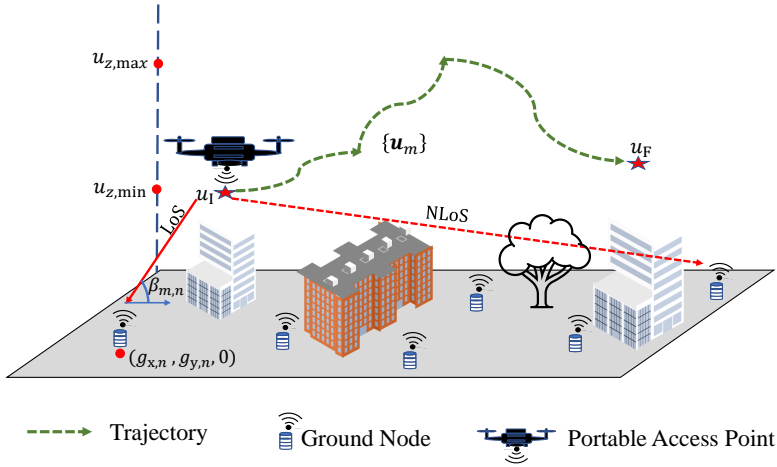 u_{z,max}
{u_m}
u_F
u_{z,min}
u_I
LoS
NLoS
β_{m,n}
(g_{x,n} , g_{y,n}, 0)
Trajectory
Ground Node
Portable Access Point